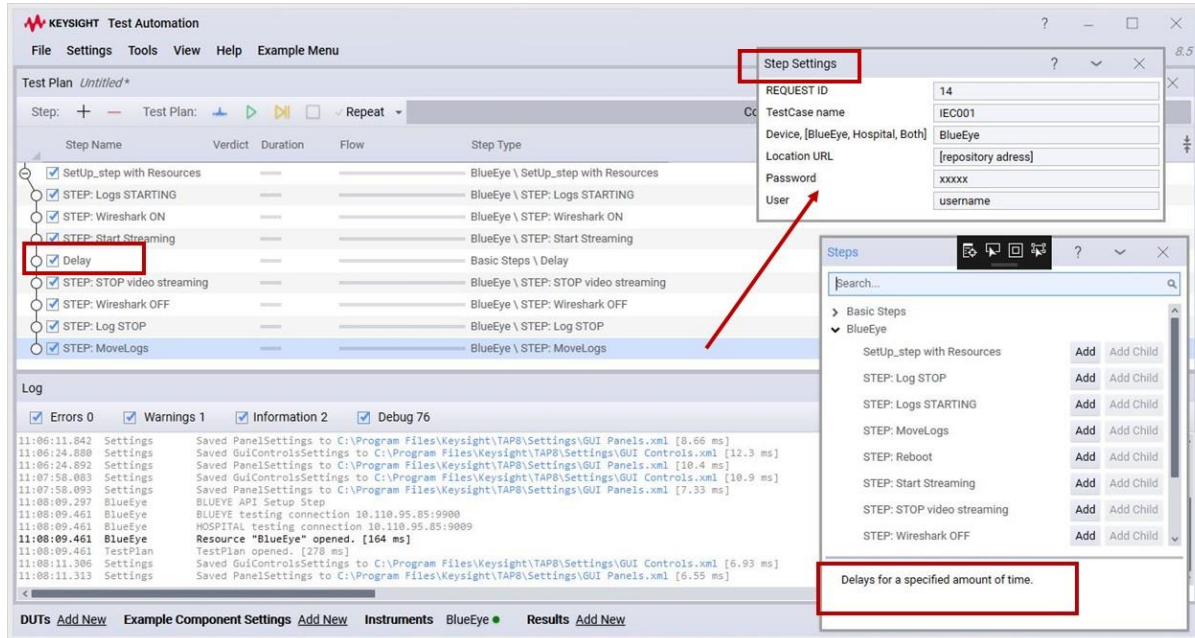 KEYSIGHT Test Automation
File Settings Tools View Help Example Menu
8.5
Test Plan Untitled*
Step: Test Plan: Repeat
Step Name Verdict Duration Flow Step Type
SetUp_step with Resources BlueEye \ SetUp_step with Resources
STEP: Logs STARTING BlueEye \ STEP: Logs STARTING
STEP: Wireshark ON BlueEye \ STEP: Wireshark ON
STEP: Start Streaming BlueEye \ STEP: Start Streaming
Delay Basic Steps \ Delay
STEP: STOP video streaming BlueEye \ STEP: STOP video streaming
STEP: Wireshark OFF BlueEye \ STEP: Wireshark OFF
STEP: Log STOP BlueEye \ STEP: Log STOP
STEP: MoveLogs BlueEye \ STEP: MoveLogs
Log
Errors 0 Warnings 1 Information 2 Debug 76
11:06:11.842 Settings Saved PanelSettings to C:\Program Files\Keysight\TAP8\Settings\GUI Panels.xml [8.66 ms]
11:06:24.880 Settings Saved GuiControlsSettings to C:\Program Files\Keysight\TAP8\Settings\GUI Controls.xml [12.3 ms]
11:06:24.892 Settings Saved PanelSettings to C:\Program Files\Keysight\TAP8\Settings\GUI Panels.xml [10.4 ms]
11:07:58.083 Settings Saved GuiControlsSettings to C:\Program Files\Keysight\TAP8\Settings\GUI Controls.xml [10.9 ms]
11:07:58.093 Settings Saved PanelSettings to C:\Program Files\Keysight\TAP8\Settings\GUI Panels.xml [7.33 ms]
11:08:09.297 BlueEye BLUEYE API Setup Step
11:08:09.461 BlueEye BLUEYE testing connection 10.110.95.85:9900
11:08:09.461 BlueEye HOSPITAL testing connection 10.110.95.85:9009
11:08:09.461 BlueEye Resource "BlueEye" opened. [164 ms]
11:08:09.461 TestPlan TestPlan opened. [278 ms]
11:08:11.306 Settings Saved GuiControlsSettings to C:\Program Files\Keysight\TAP8\Settings\GUI Controls.xml [6.93 ms]
11:08:11.313 Settings Saved PanelSettings to C:\Program Files\Keysight\TAP8\Settings\GUI Panels.xml [6.55 ms]
DUTs Add New Example Component Settings Add New Instruments BlueEye Results Add New
Step Settings
REQUEST ID 14
TestCase name IEC001
Device, [BlueEye, Hospital, Both] BlueEye
Location URL [repository adress]
Password xxxxx
User username
Steps
Search...
Basic Steps
BlueEye
SetUp_step with Resources Add Add Child
STEP: Log STOP Add Add Child
STEP: Logs STARTING Add Add Child
STEP: MoveLogs Add Add Child
STEP: Reboot Add Add Child
STEP: Start Streaming Add Add Child
STEP: STOP video streaming Add Add Child
STEP: Wireshark OFF Add Add Child
Delays for a specified amount of time.